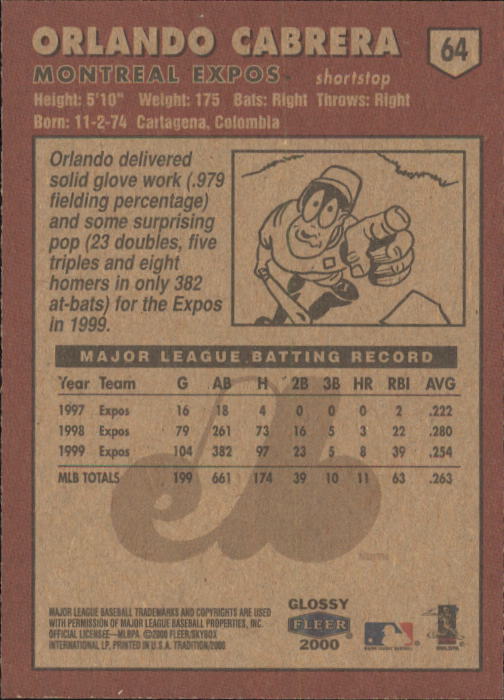 ORLANDO CABRERA
64
MONTREAL EXPOS shortstop
Height: 5'10" Weight: 175 Bats: Right Throws: Right
Born: 11-2-74 Cartagena, Colombia
Orlando delivered
solid glove work (.979
fielding percentage)
and some surprising
pop (23 doubles, five
triples and eight
homers in only 382
at-bats) for the Expos
in 1999.
MAJOR LEAGUE BATTING RECORD
Year Team G AB H 2B 3B HR RBI AVG
1997 Expos 16 18 4 0 0 0 2 .222
1998 Expos 79 261 73 16 5 3 22 .280
1999 Expos 104 382 97 23 5 8 39 .254
MLB TOTALS 199 661 174 39 10 11 63 .263
MAJOR LEAGUE BASEBALL TRADEMARKS AND COPYRIGHTS ARE USED
WITH PERMISSION OF MAJOR LEAGUE BASEBALL PROPERTIES, INC.
OFFICIAL LICENSEE—MLBPA ©2000 FLEER/SKYBOX
INTERNATIONAL LP, PRINTED IN U.S.A. TRADITION/2000
GLOSSY
FLEER
2000